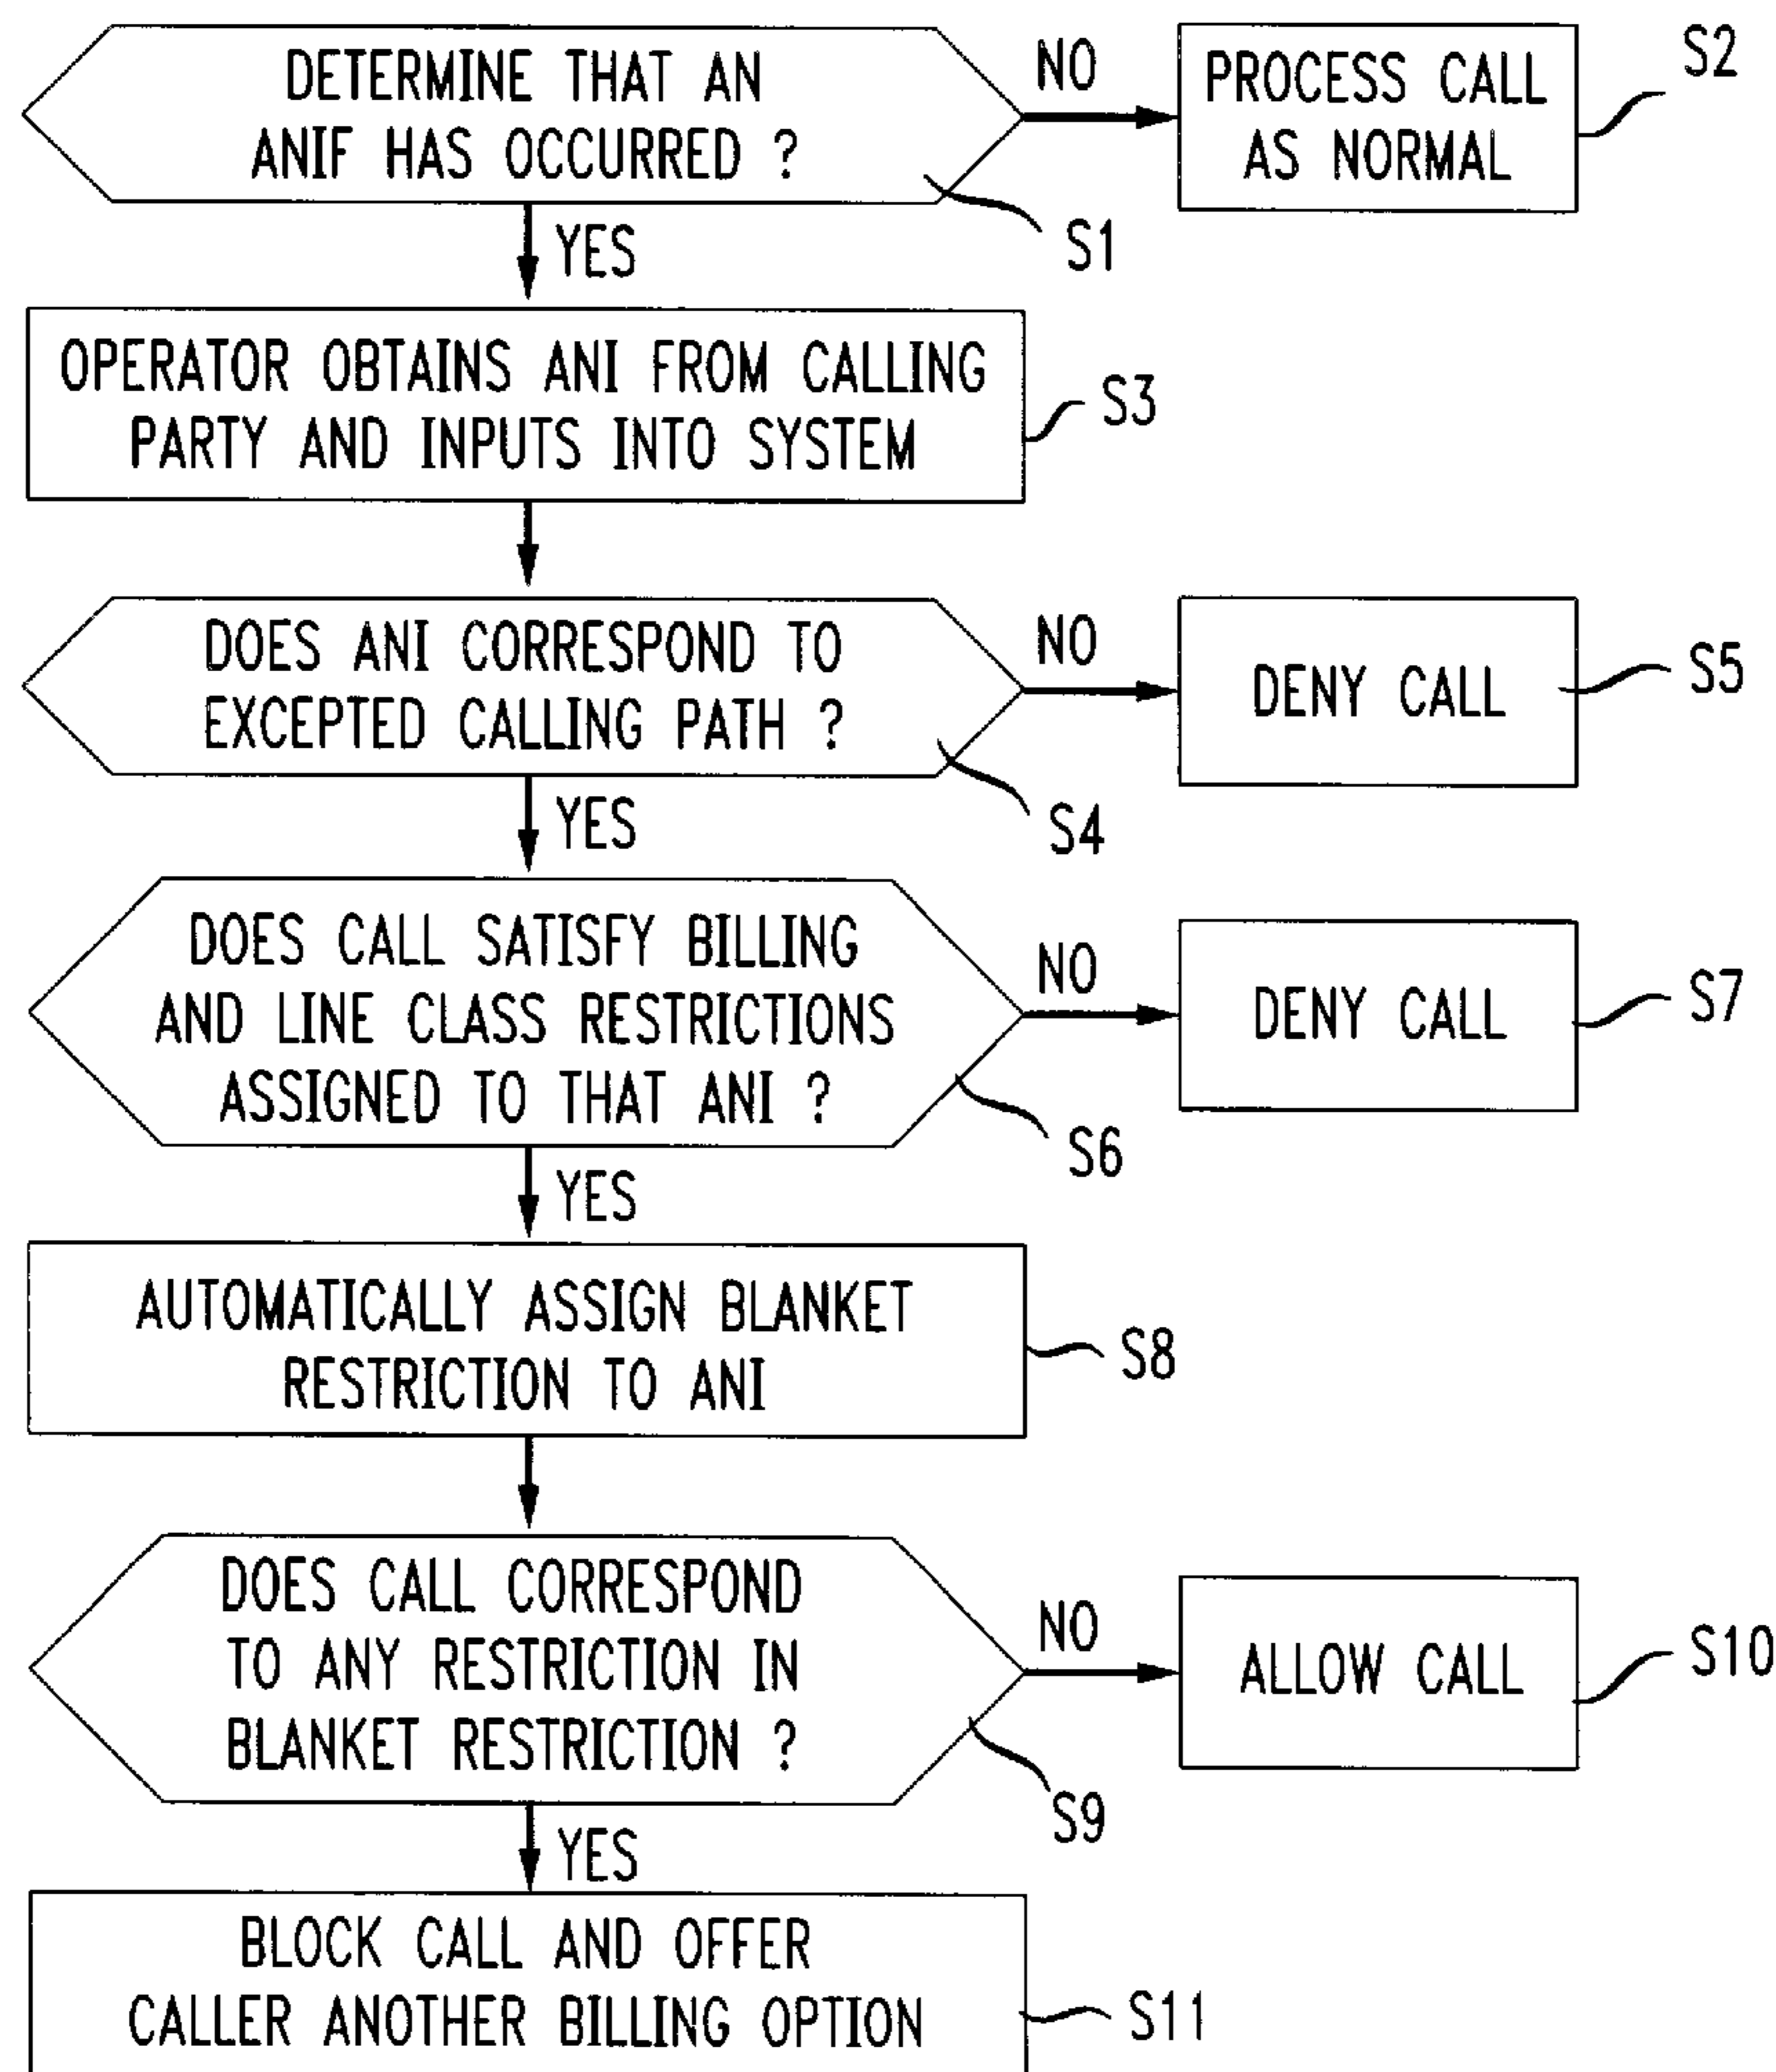 DETERMINE THAT AN
ANIF HAS OCCURRED ?
NO
PROCESS CALL
AS NORMAL
S2
S1
YES
OPERATOR OBTAINS ANI FROM CALLING
PARTY AND INPUTS INTO SYSTEM
S3
DOES ANI CORRESPOND TO
EXCEPTED CALLING PATH ?
NO
DENY CALL
S5
S4
YES
DOES CALL SATISFY BILLING
AND LINE CLASS RESTRICTIONS
ASSIGNED TO THAT ANI ?
NO
DENY CALL
S7
S6
YES
AUTOMATICALLY ASSIGN BLANKET
RESTRICTION TO ANI
S8
DOES CALL CORRESPOND
TO ANY RESTRICTION IN
BLANKET RESTRICTION ?
NO
ALLOW CALL
S10
S9
YES
BLOCK CALL AND OFFER
CALLER ANOTHER BILLING OPTION
S11